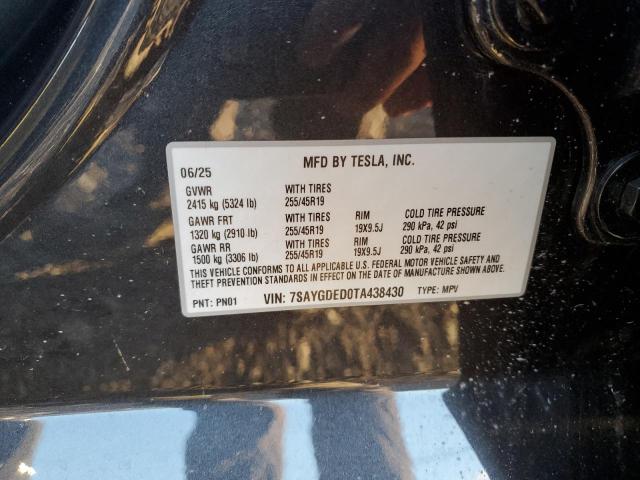 06/25 MFD BY TESLA, INC.
GVWR WITH TIRES
2415 kg (5324 lb) 255/45R19
GAWR FRT WITH TIRES RIM COLD TIRE PRESSURE
1320 kg (2910 lb) 255/45R19 19X9.5J 290 kPa, 42 psi
GAWR RR WITH TIRES RIM COLD TIRE PRESSURE
1500 kg (3306 lb) 255/45R19 19X9.5J 290 kPa, 42 psi
THIS VEHICLE CONFORMS TO ALL APPLICABLE U.S. FEDERAL MOTOR VEHICLE SAFETY AND
THEFT PREVENTION STANDARDS IN EFFECT ON THE DATE OF MANUFACTURE SHOWN ABOVE.
PNT: PN01 VIN: 7SAYGDED0TA438430 TYPE: MPV